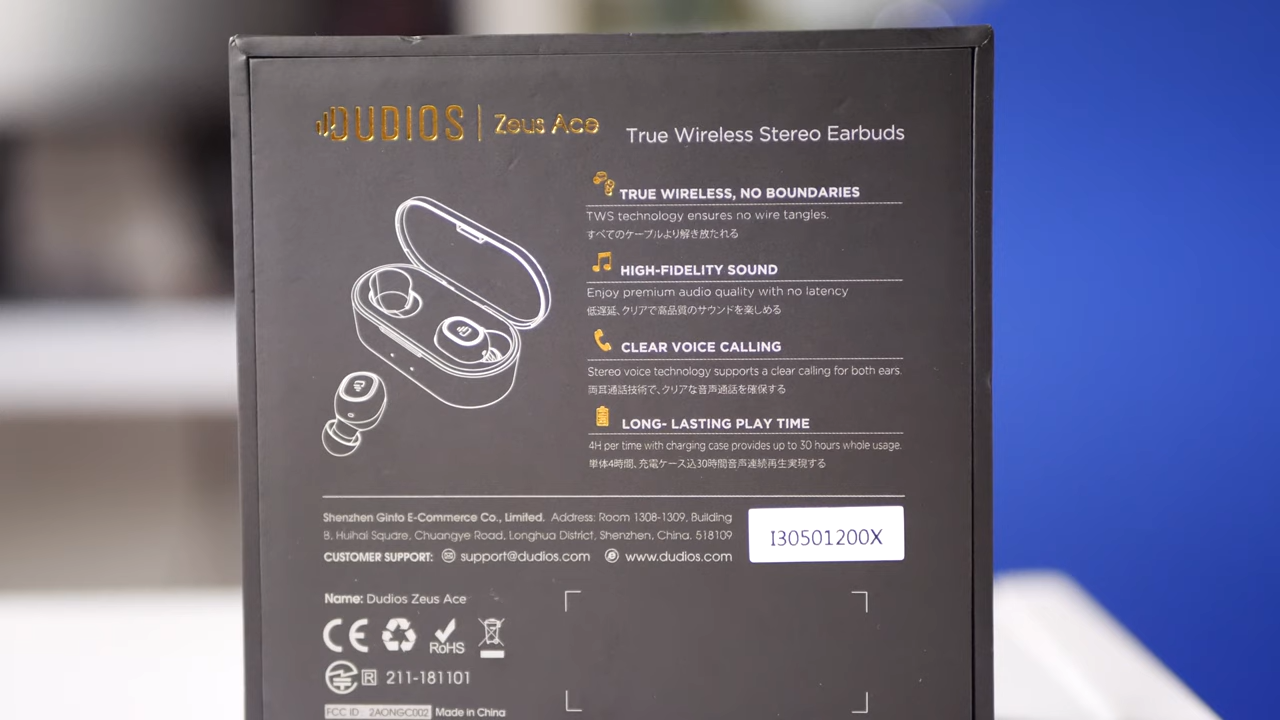 DUDIOS | Zeus Ace
True Wireless Stereo Earbuds
TRUE WIRELESS, NO BOUNDARIES
TWS technology ensures no wire tangles.
すべてのケーブルより解き放たれる
HIGH-FIDELITY SOUND
Enjoy premium audio quality with no latency
低遅延、クリアで高品質のサウンドを楽しめる
CLEAR VOICE CALLING
Stereo voice technology supports a clear calling for both ears.
両耳通話技術で、クリアな音声通話を確保する
LONG- LASTING PLAY TIME
4H per time with charging case provides up to 30 hours whole usage.
単体4時間、充電ケース込30時間音声連続再生実現する
Shenzhen Ginto E-Commerce Co., Limited. Address: Room 1308-1309, Building
B, Huihai Square, Chuangye Road, Longhua District, Shenzhen, China. 518109
CUSTOMER SUPPORT: support@dudios.com www.dudios.com
I30501200X
Name: Dudios Zeus Ace
CE RoHS
R 211-181101
FCC ID: 2AONGC002 Made in China